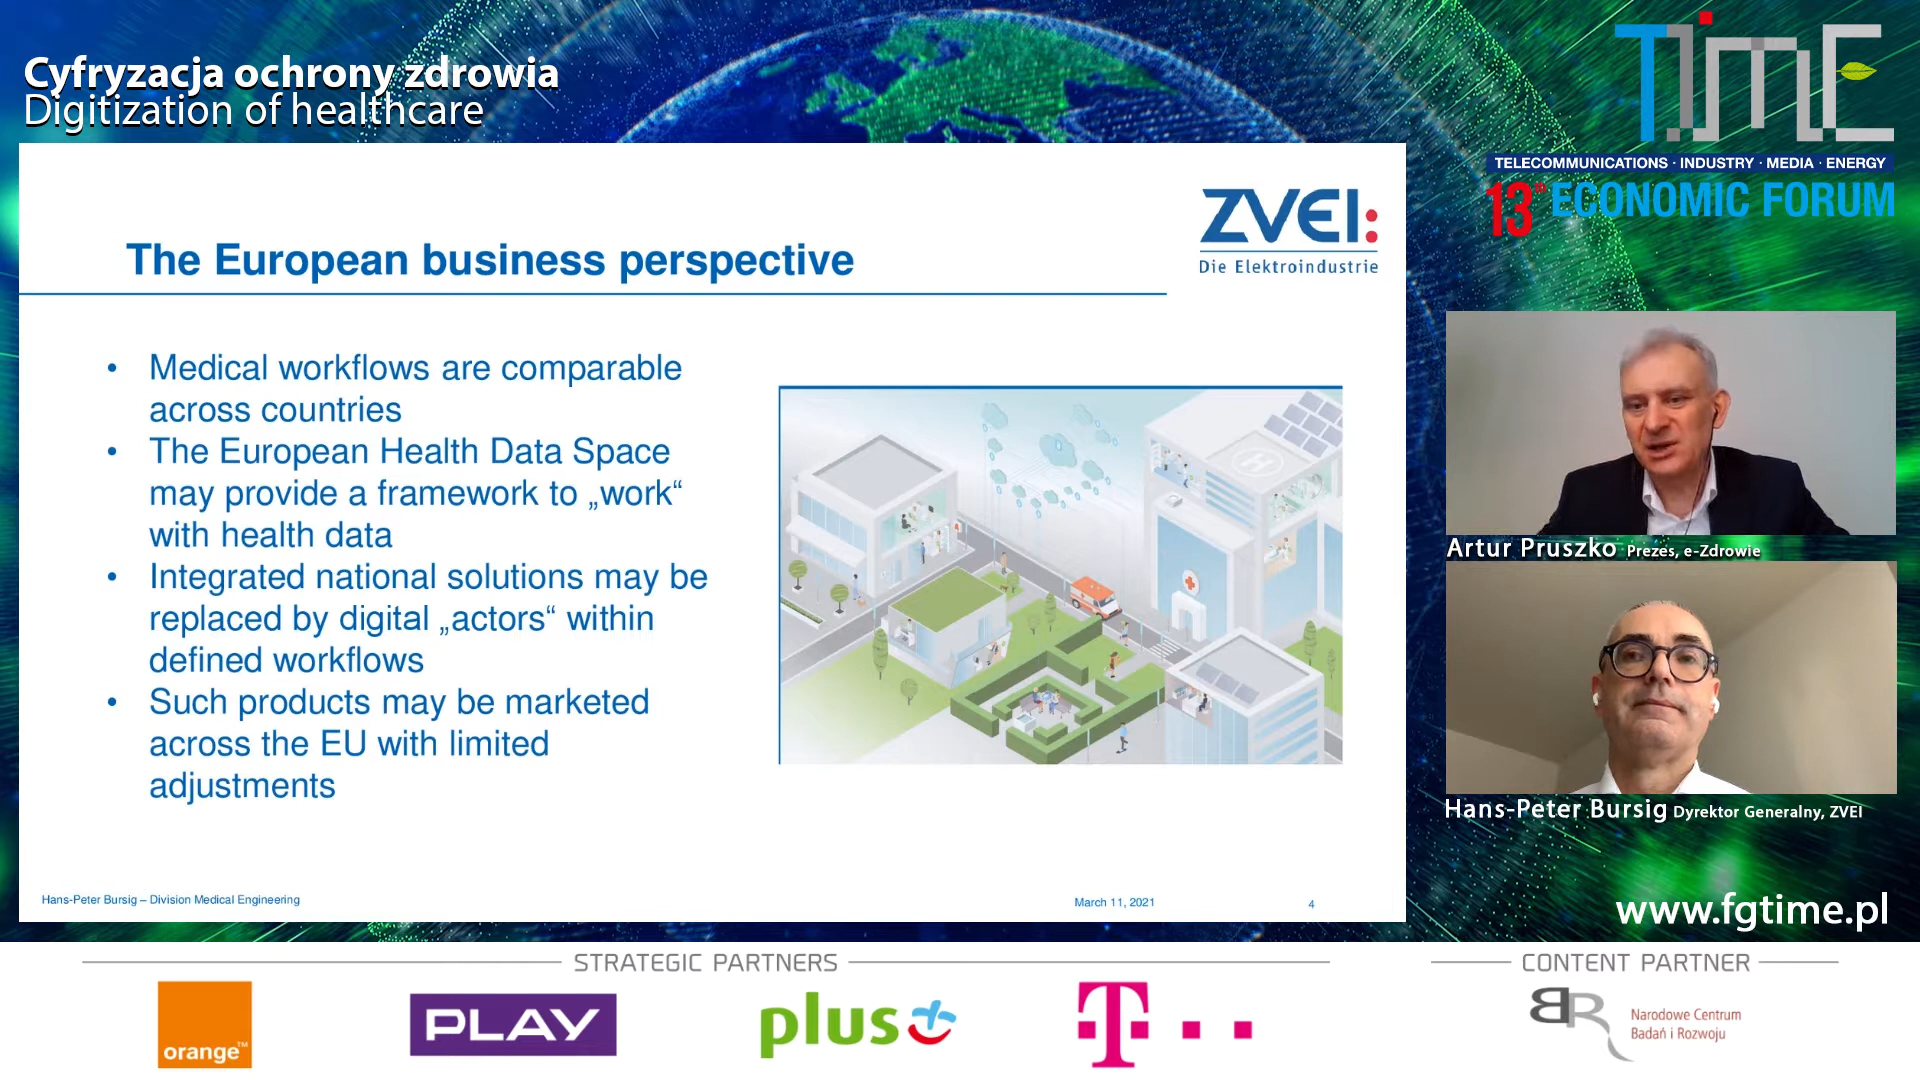 Cyfryzacja ochrony zdrowia
Digitization of healthcare
TIME
TELECOMMUNICATIONS · INDUSTRY · MEDIA · ENERGY
13th ECONOMIC FORUM
ZVEI:
Die Elektroindustrie
The European business perspective
• Medical workflows are comparable
across countries
• The European Health Data Space
may provide a framework to „work“
with health data
• Integrated national solutions may be
replaced by digital „actors“ within
defined workflows
• Such products may be marketed
across the EU with limited
adjustments
H
Hans-Peter Bursig – Division Medical Engineering
March 11, 2021
4
Artur Pruszko Prezes, e-Zdrowie
Hans-Peter Bursig Dyrektor Generalny, ZVEI
www.fgtime.pl
STRATEGIC PARTNERS
CONTENT PARTNER
orange™
PLAY
plus
T
BR
Narodowe Centrum
Badań i Rozwoju